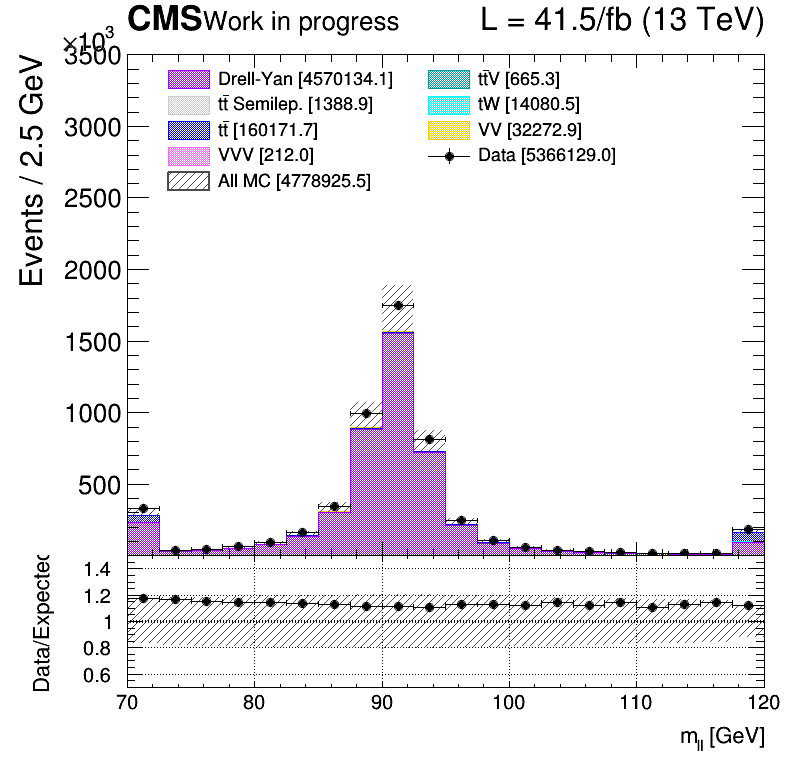 CMS Work in progress L = 41.5/fb (13 TeV)
×10³
Events / 2.5 GeV
3500
3000
2500
2000
1500
1000
500
Drell-Yan [4570134.1]
tt̄ Semilep. [1388.9]
tt̄ [160171.7]
VVV [212.0]
All MC [4778925.5]
tt̄V [665.3]
tW [14080.5]
VV [32272.9]
Data [5366129.0]
Data/Expected
1.4
1.2
1
0.8
0.6
70 80 90 100 110 120
m_ll [GeV]